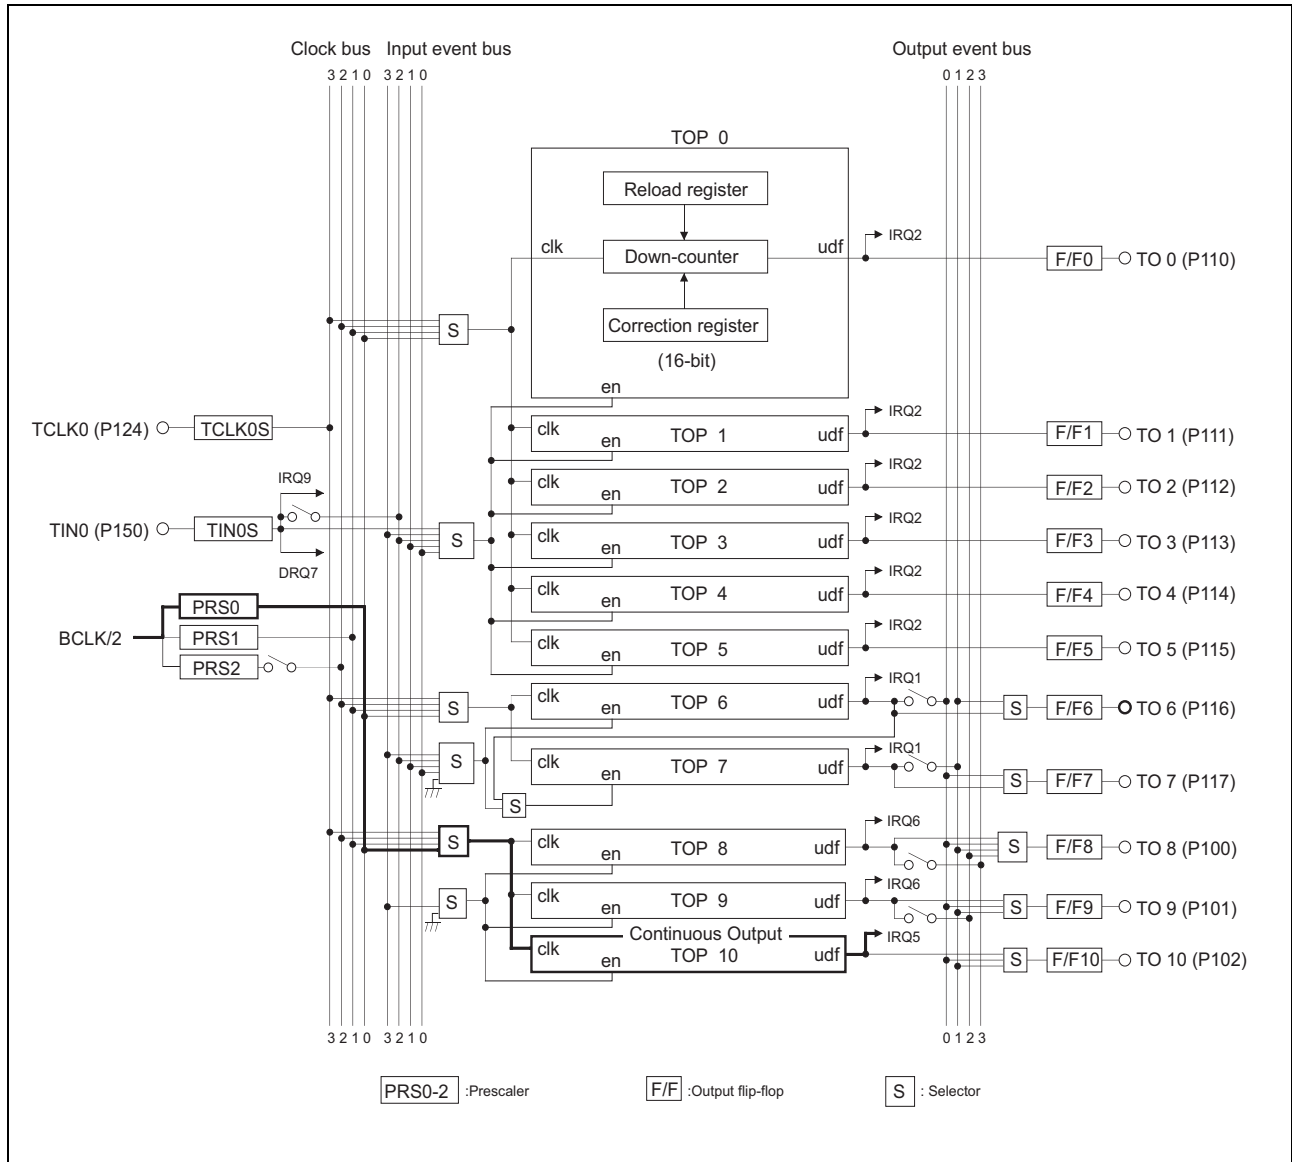 Clock bus Input event bus Output event bus
3 2 1 0 3 2 1 0 0 1 2 3
TOP 0
Reload register
clk Down-counter udf IRQ2 F/F0 TO 0 (P110)
S Correction register
(16-bit)
en
TCLK0 (P124) TCLK0S clk TOP 1 udf IRQ2 F/F1 TO 1 (P111)
en
IRQ9 clk TOP 2 udf IRQ2 F/F2 TO 2 (P112)
en
TIN0 (P150) TIN0S S clk TOP 3 udf IRQ2 F/F3 TO 3 (P113)
en
DRQ7
clk TOP 4 udf IRQ2 F/F4 TO 4 (P114)
en
PRS0
BCLK/2 PRS1 clk TOP 5 udf IRQ2 F/F5 TO 5 (P115)
en
PRS2
S clk TOP 6 udf IRQ1 S F/F6 TO 6 (P116)
en
S clk TOP 7 udf IRQ1 S F/F7 TO 7 (P117)
en
S
S clk TOP 8 udf IRQ6 S F/F8 TO 8 (P100)
en
S clk TOP 9 udf IRQ6 S F/F9 TO 9 (P101)
en
Continuous Output
clk TOP 10 udf IRQ5 S F/F10 TO 10 (P102)
en
3 2 1 0 3 2 1 0 0 1 2 3
PRS0-2 :Prescaler F/F :Output flip-flop S : Selector